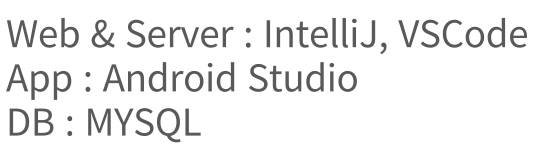 Web & Server : IntelliJ, VSCode
App : Android Studio
DB : MYSQL